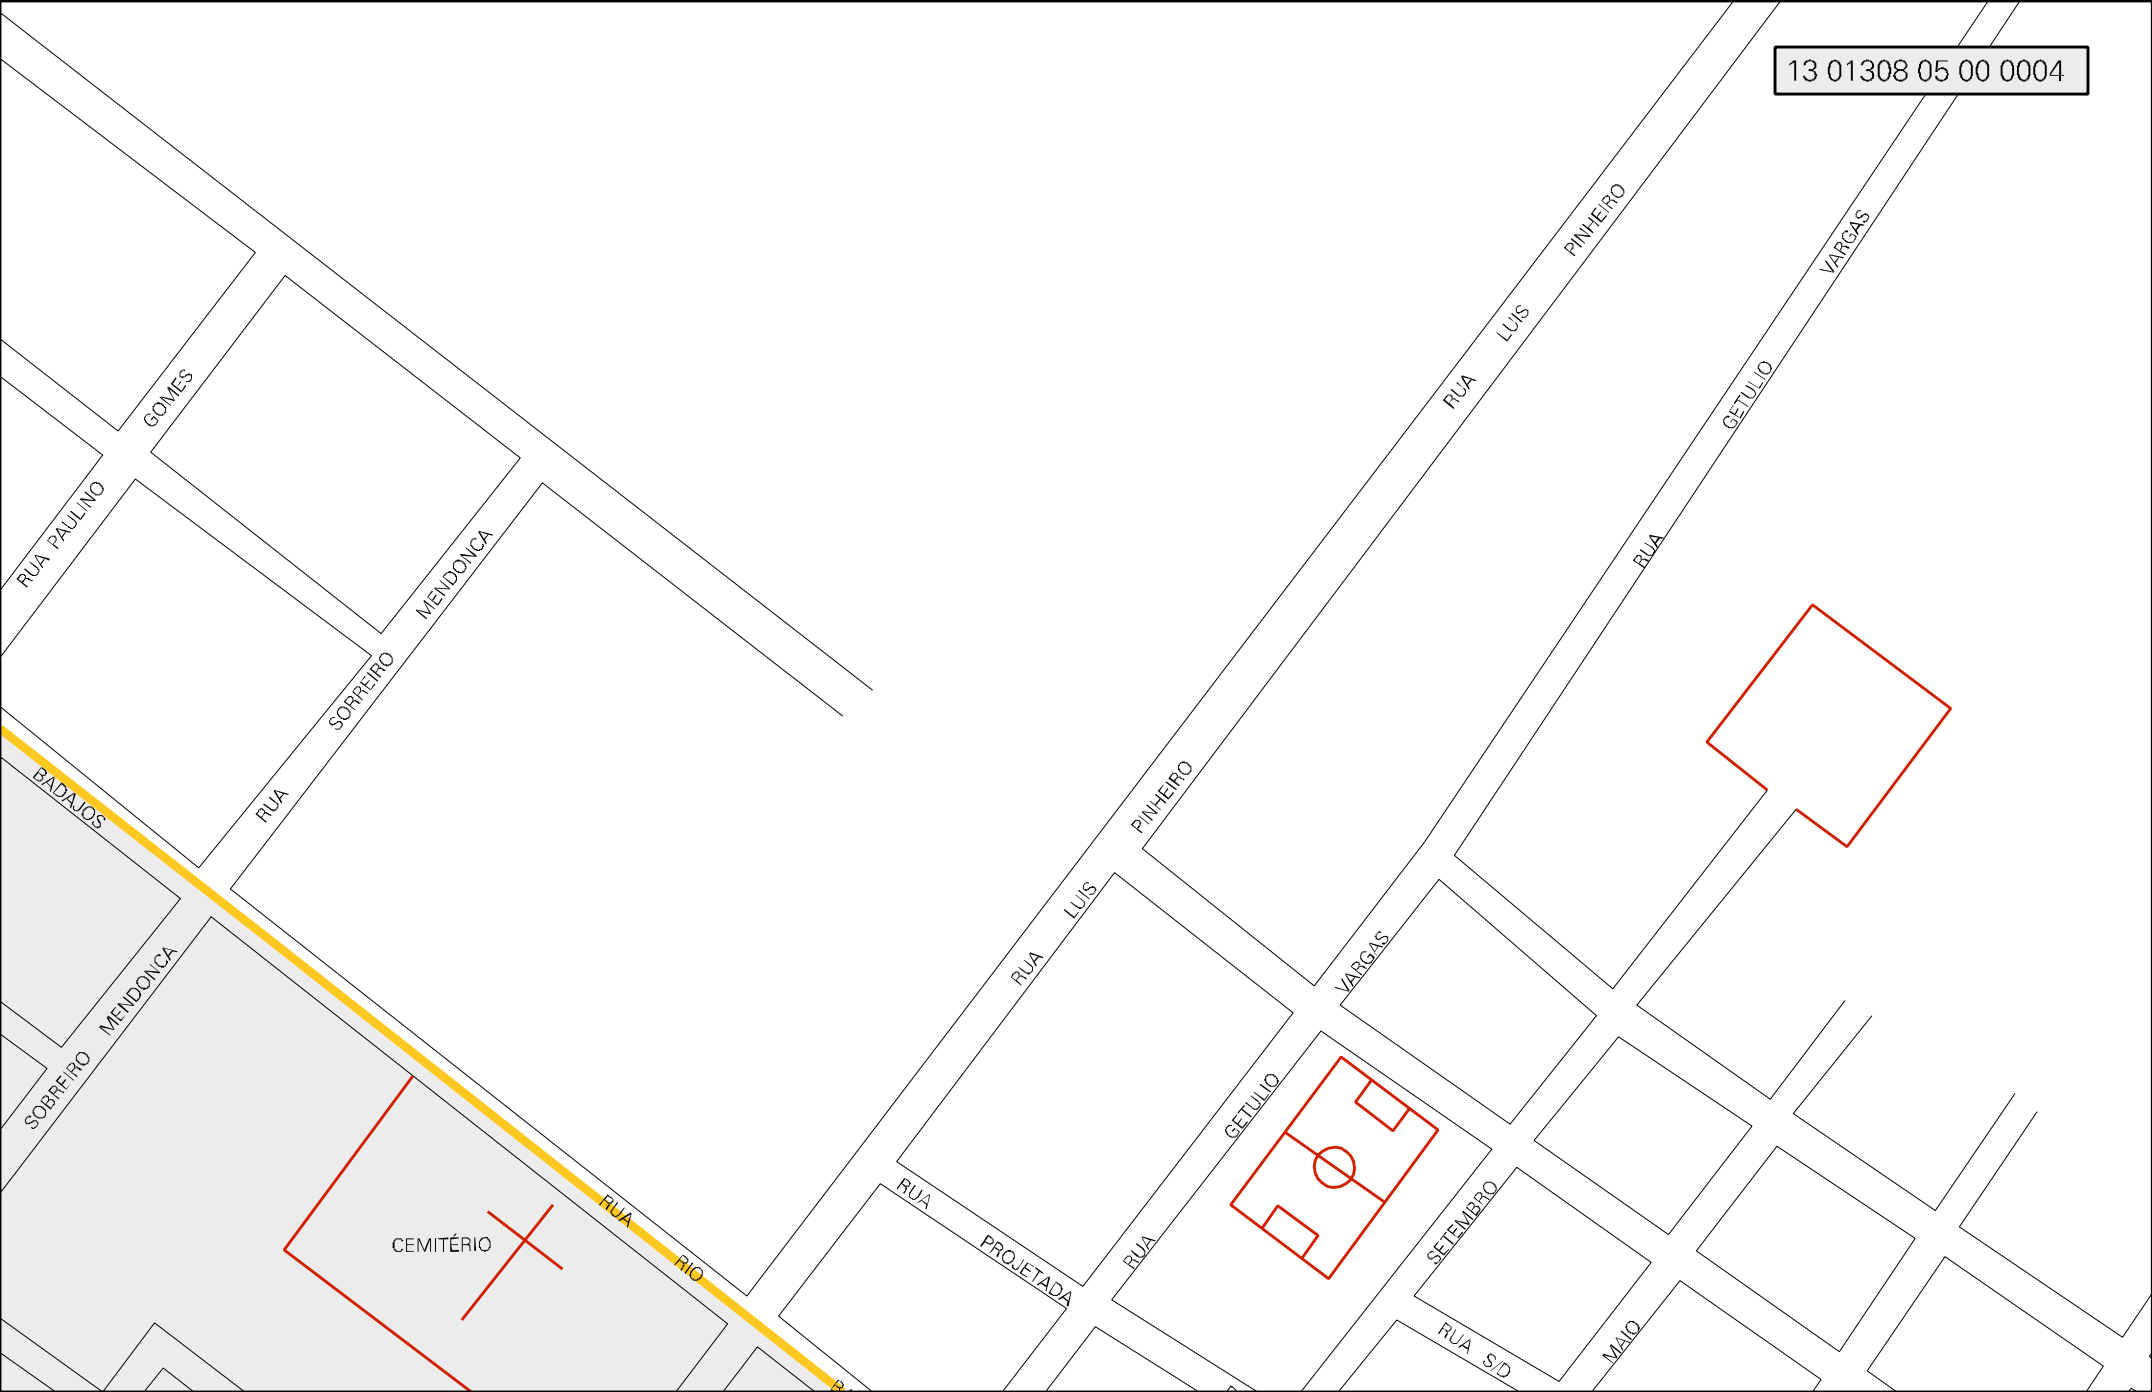 13 01308 05 00 0004
RUA LUIS PINHEIRO
RUA GETULIO VARGAS
RUA PAULINO GOMES
RUA SORREIRO MENDONCA
BADAJOS
RUA LUIS PINHEIRO
RUA GETULIO VARGAS
SOBREIRO MENDONCA
CEMITÉRIO
RUA RIO
RUA PROJETADA
SETEMBRO
RUA S/D
MAIO